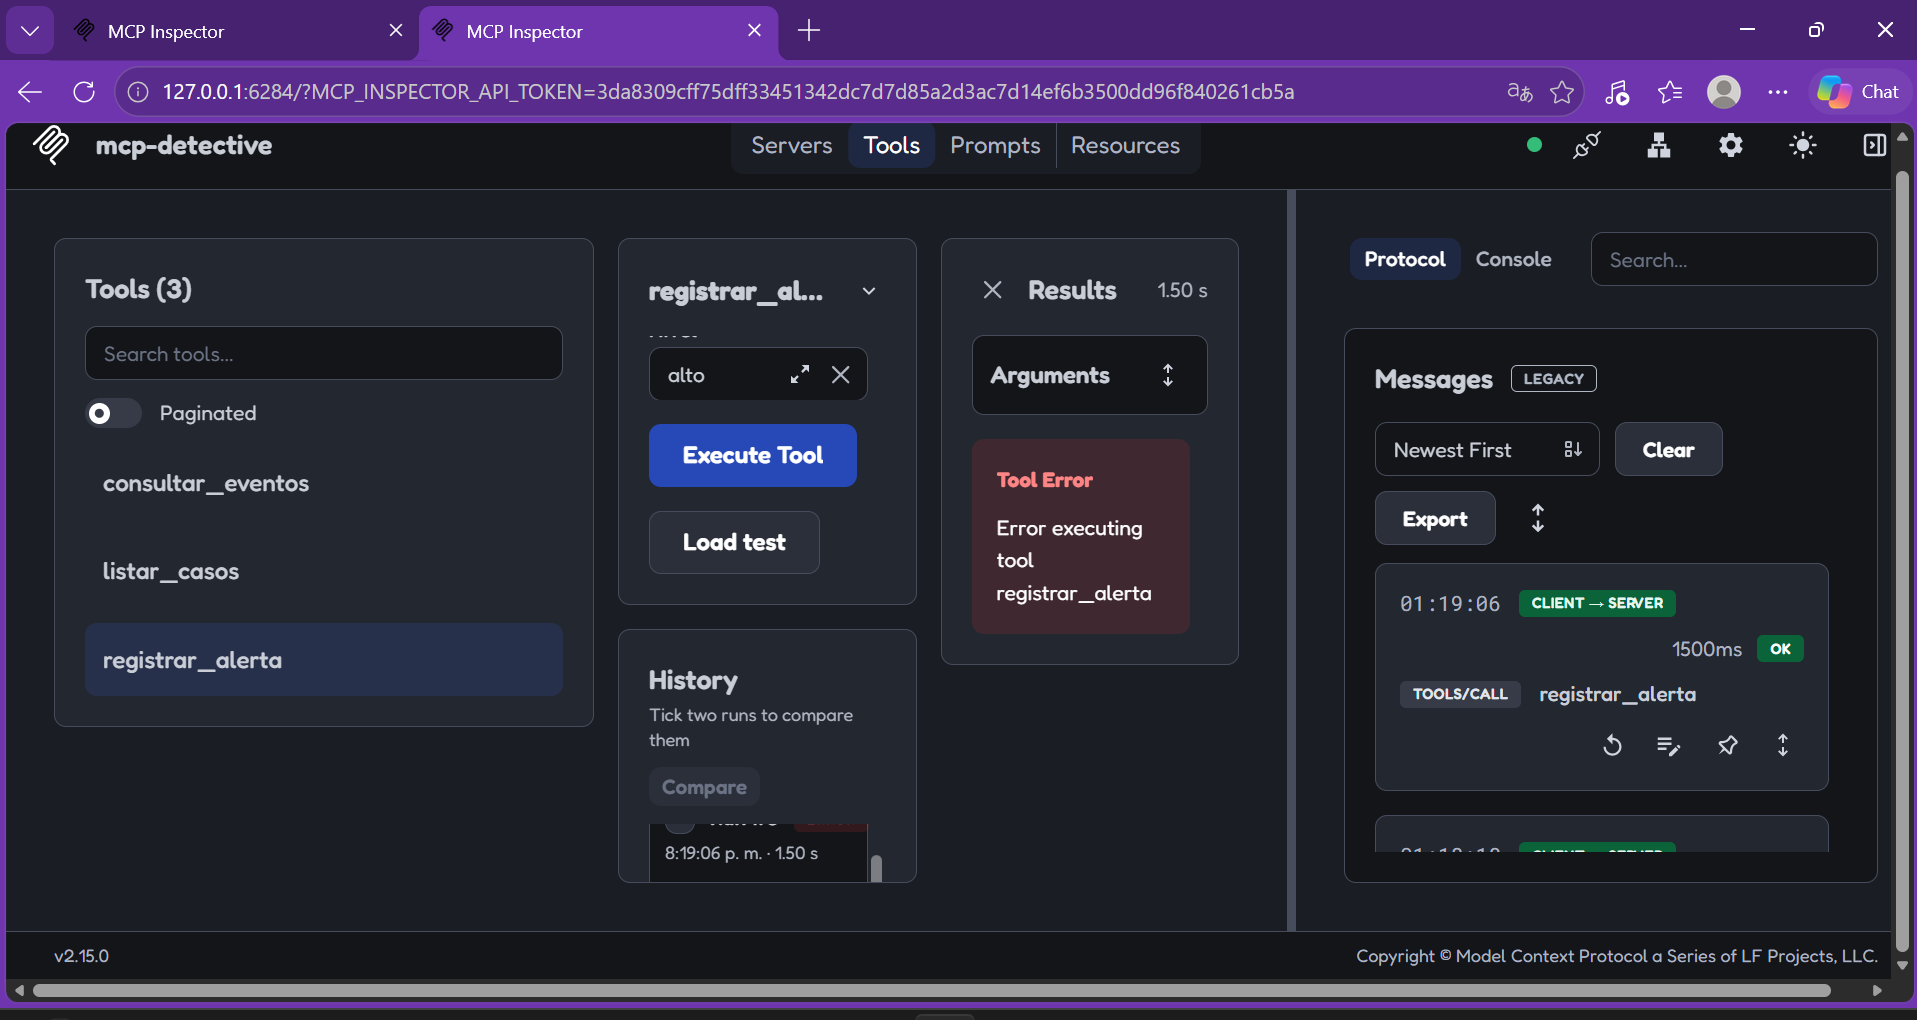 MCP Inspector
MCP Inspector
127.0.0.1:6284/?MCP_INSPECTOR_API_TOKEN=3da8309cff75dff33451342dc7d7d85a2d3ac7d14ef6b3500dd96f840261cb5a
Chat
mcp-detective
Servers
Tools
Prompts
Resources
Tools (3)
Search tools...
Paginated
consultar_eventos
listar_casos
registrar_alerta
registrar_al...
alto
Execute Tool
Load test
History
Tick two runs to compare
them
Compare
8:19:06 p. m. · 1.50 s
Results
1.50 s
Arguments
Tool Error
Error executing
tool
registrar_alerta
Protocol
Console
Search...
Messages
LEGACY
Newest First
Clear
Export
01:19:06
CLIENT → SERVER
1500ms
OK
TOOLS/CALL
registrar_alerta
CLIENT → SERVER
v2.15.0
Copyright © Model Context Protocol a Series of LF Projects, LLC.